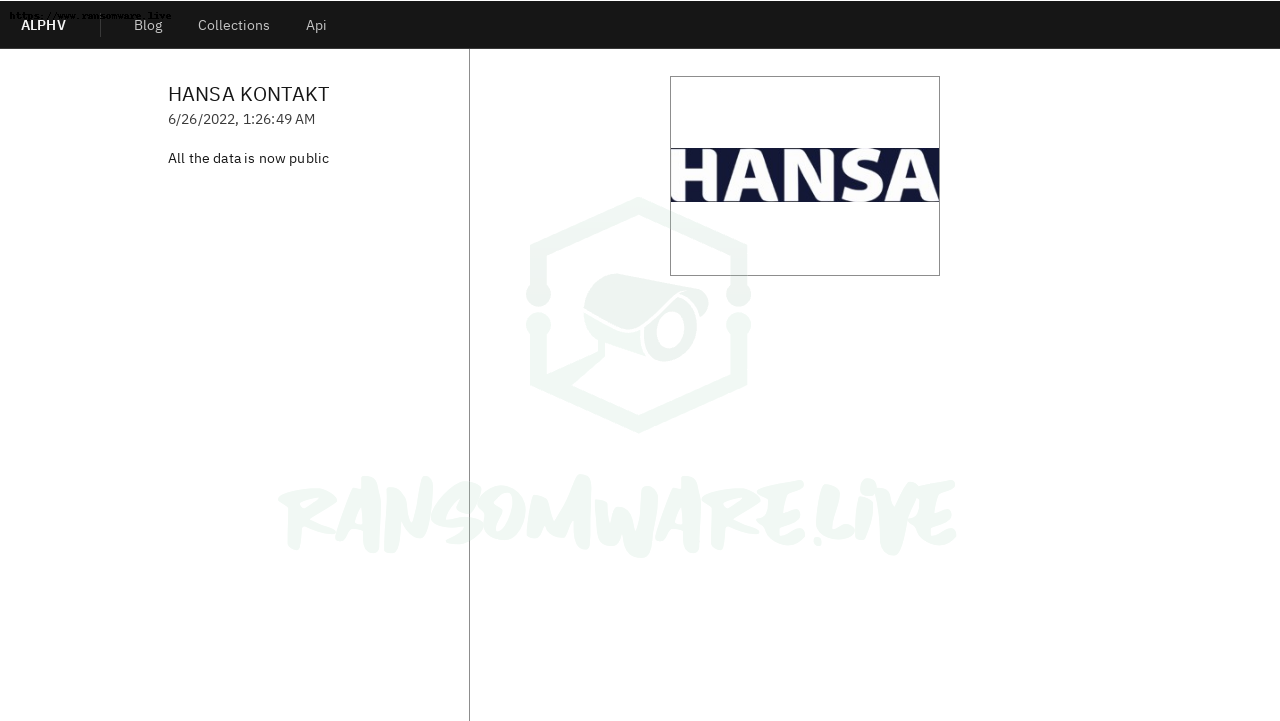 https://www.ransomware.live
ALPHV
Blog
Collections
Api
HANSA KONTAKT
6/26/2022, 1:26:49 AM
All the data is now public
HANSA
RANSOMWARE.LIVE